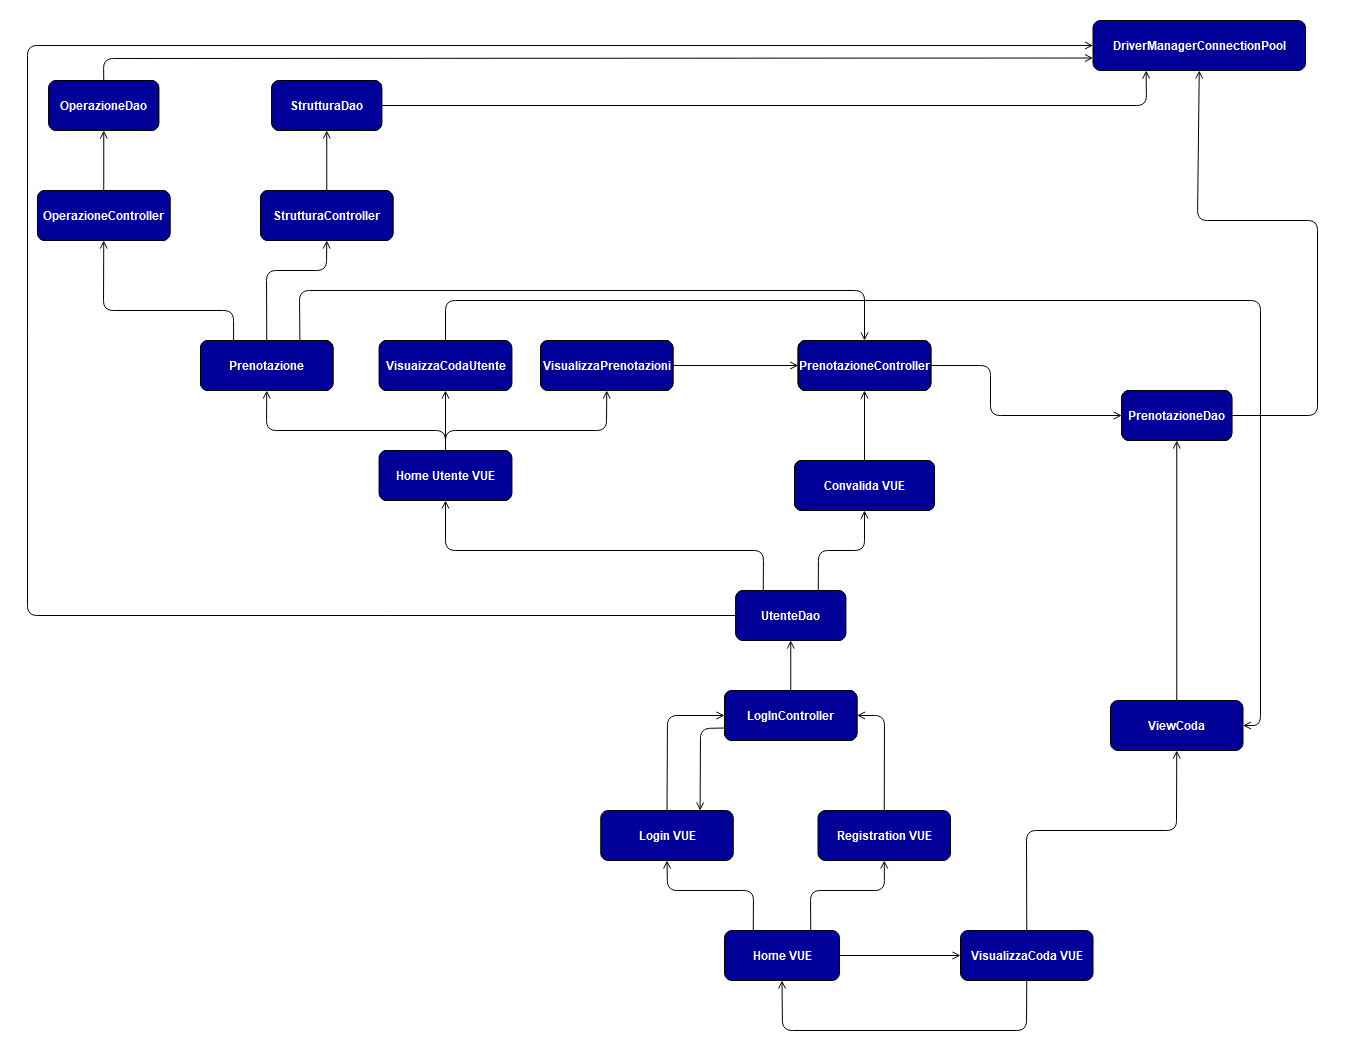 DriverManagerConnectionPool
OperazioneDao
StrutturaDao
OperazioneController
StrutturaController
Prenotazione
VisuaizzaCodaUtente
VisualizzaPrenotazioni
PrenotazioneController
PrenotazioneDao
Home Utente VUE
Convalida VUE
UtenteDao
LogInController
ViewCoda
Login VUE
Registration VUE
Home VUE
VisualizzaCoda VUE